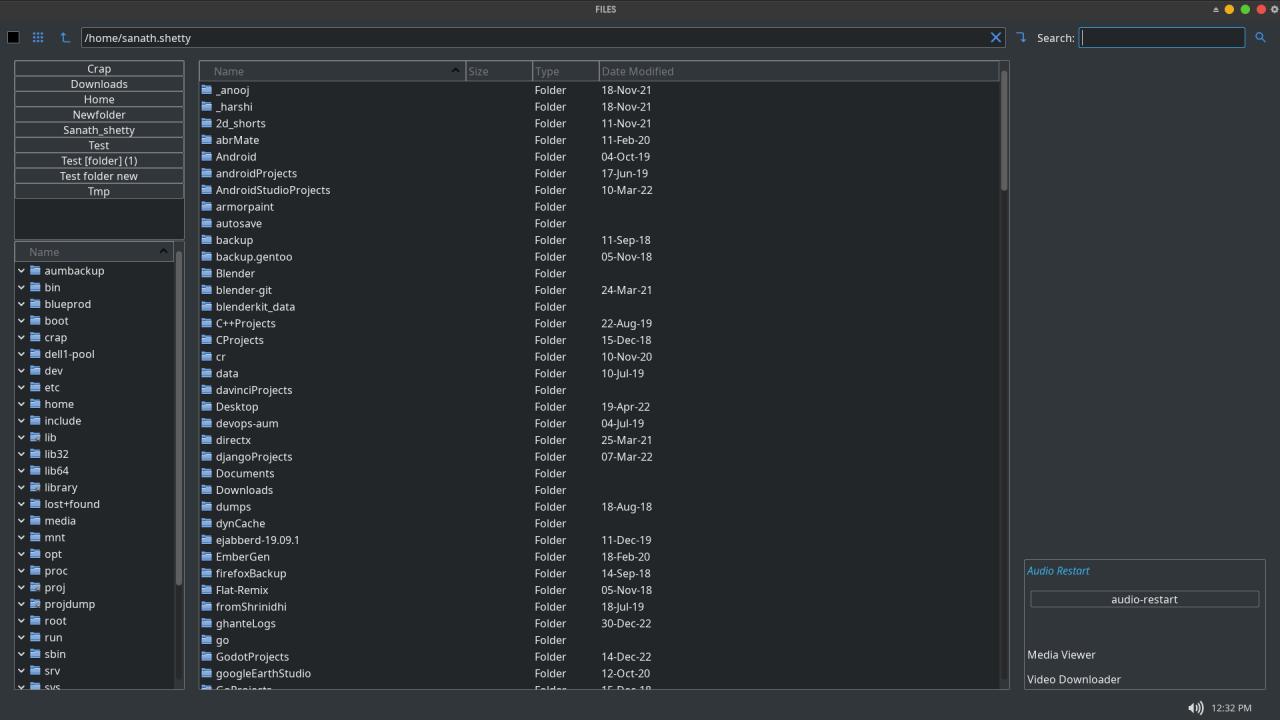 FILES
/home/sanath.shetty
Search:
Crap
Downloads
Home
Newfolder
Sanath_shetty
Test
Test [folder] (1)
Test folder new
Tmp
Name
aumbackup
bin
blueprod
boot
crap
dell1-pool
dev
etc
home
include
lib
lib32
lib64
library
lost+found
media
mnt
opt
proc
proj
projdump
root
run
sbin
srv
sys
Name Size Type Date Modified
_anooj Folder 18-Nov-21
_harshi Folder 18-Nov-21
2d_shorts Folder 11-Nov-21
abrMate Folder 11-Feb-20
Android Folder 04-Oct-19
androidProjects Folder 17-Jun-19
AndroidStudioProjects Folder 10-Mar-22
armorpaint Folder
autosave Folder
backup Folder 11-Sep-18
backup.gentoo Folder 05-Nov-18
Blender Folder
blender-git Folder 24-Mar-21
blenderkit_data Folder
C++Projects Folder 22-Aug-19
CProjects Folder 15-Dec-18
cr Folder 10-Nov-20
data Folder 10-Jul-19
davinciProjects Folder
Desktop Folder 19-Apr-22
devops-aum Folder 04-Jul-19
directx Folder 25-Mar-21
djangoProjects Folder 07-Mar-22
Documents Folder
Downloads Folder
dumps Folder 18-Aug-18
dynCache Folder
ejabberd-19.09.1 Folder 11-Dec-19
EmberGen Folder 18-Feb-20
firefoxBackup Folder 14-Sep-18
Flat-Remix Folder 05-Nov-18
fromShrinidhi Folder 18-Jul-19
ghanteLogs Folder 30-Dec-22
go Folder
GodotProjects Folder 14-Dec-22
googleEarthStudio Folder 12-Oct-20
GoProjects Folder 15-Dec-18
Audio Restart
audio-restart
Media Viewer
Video Downloader
12:32 PM